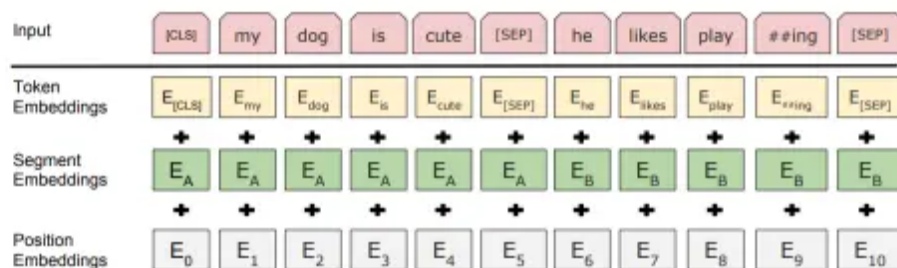 Input [CLS] my dog is cute [SEP] he likes play ##ing [SEP]
Token Embeddings E[CLS] Emy Edog Eis Ecute E[SEP] Ehe Elikes Eplay E##ing E[SEP]
+ + + + + + + + + + +
Segment Embeddings EA EA EA EA EA EA EB EB EB EB EB
+ + + + + + + + + + +
Position Embeddings E0 E1 E2 E3 E4 E5 E6 E7 E8 E9 E10